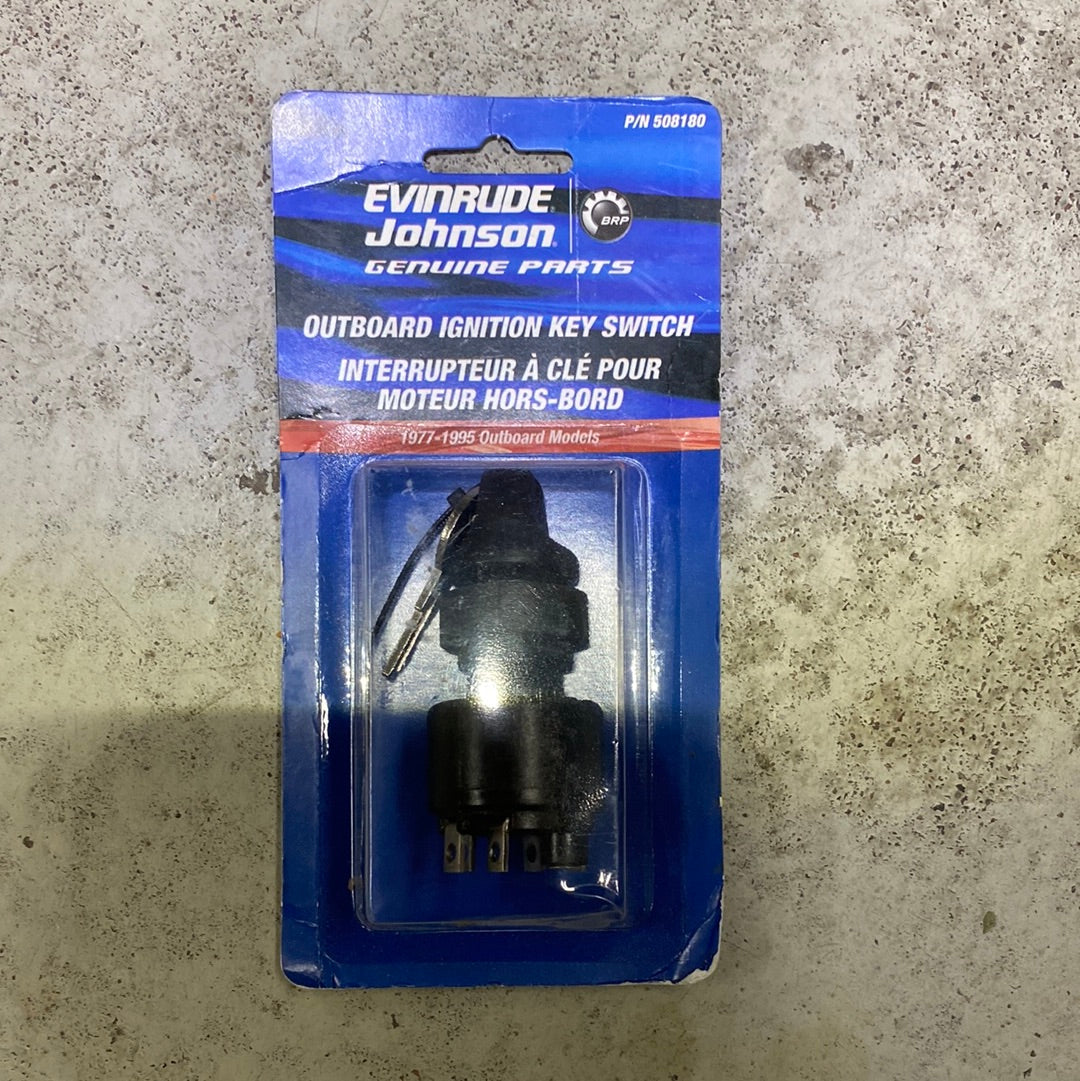 P/N 508180
EVINRUDE
Johnson
BRP
GENUINE PARTS
OUTBOARD IGNITION KEY SWITCH
INTERRUPTEUR À CLÉ POUR
MOTEUR HORS-BORD
1977-1995 Outboard Models